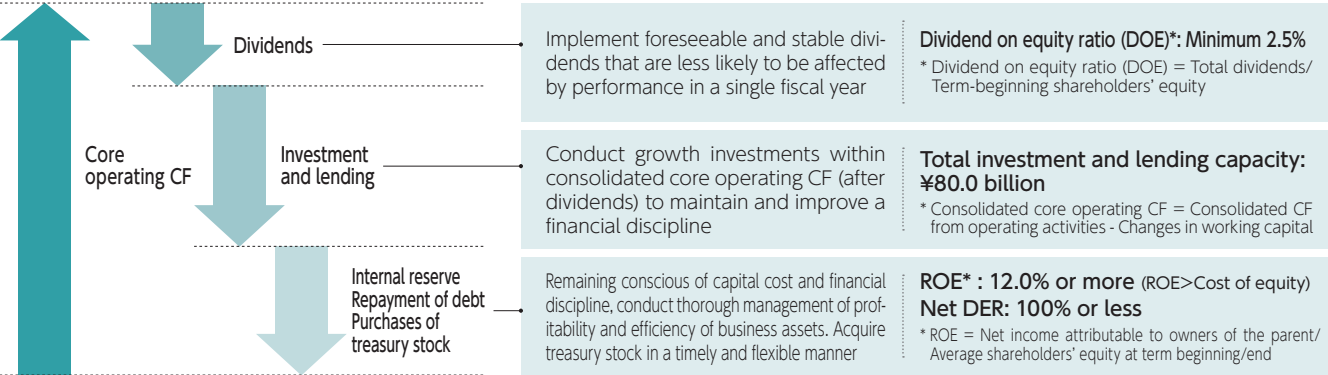 Core
operating CF
Dividends
Implement foreseeable and stable divi-
dends that are less likely to be affected
by performance in a single fiscal year
Dividend on equity ratio (DOE)*: Minimum 2.5%
* Dividend on equity ratio (DOE) = Total dividends/
Term-beginning shareholders' equity
Investment
and lending
Conduct growth investments within
consolidated core operating CF (after
dividends) to maintain and improve a
financial discipline
Total investment and lending capacity:
¥80.0 billion
* Consolidated core operating CF = Consolidated CF
from operating activities - Changes in working capital
Internal reserve
Repayment of debt
Purchases of
treasury stock
Remaining conscious of capital cost and financial
discipline, conduct thorough management of prof-
itability and efficiency of business assets. Acquire
treasury stock in a timely and flexible manner
ROE* : 12.0% or more (ROE>Cost of equity)
Net DER: 100% or less
* ROE = Net income attributable to owners of the parent/
Average shareholders' equity at term beginning/end